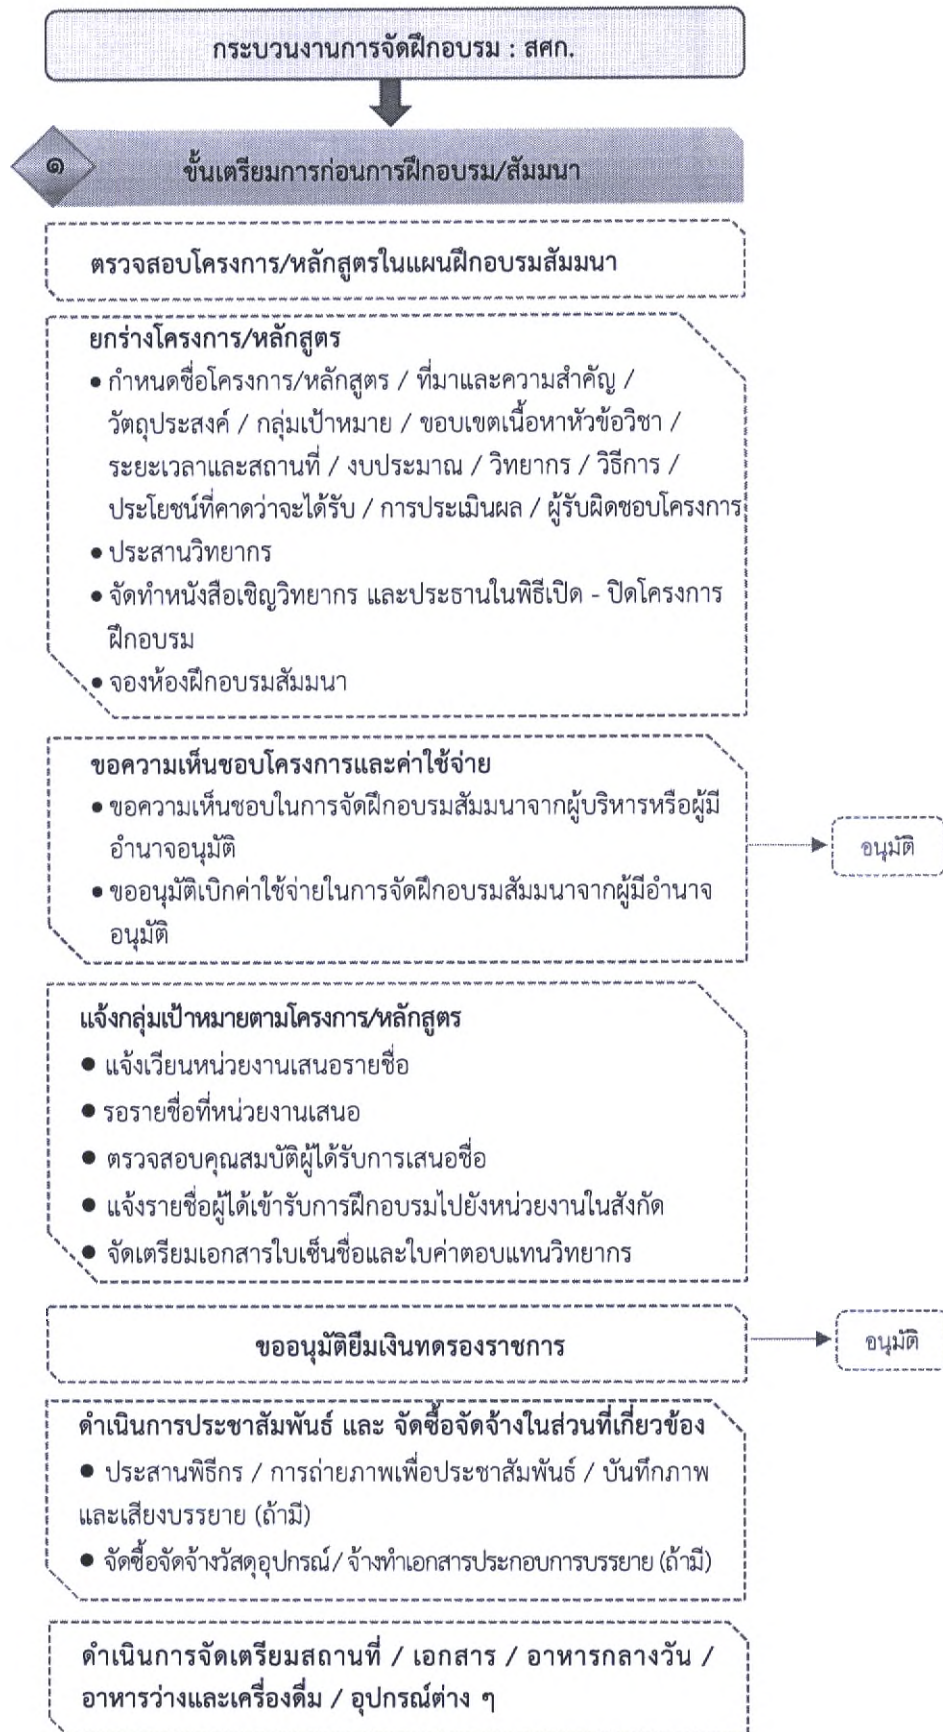 กระบวนงานการจัดฝึกอบรม : สศก.
๑
ขั้นเตรียมการก่อนการฝึกอบรม/สัมมนา
ตรวจสอบโครงการ/หลักสูตรในแผนฝึกอบรมสัมมนา
ยกร่างโครงการ/หลักสูตร
● กำหนดชื่อโครงการ/หลักสูตร / ที่มาและความสำคัญ /
วัตถุประสงค์ / กลุ่มเป้าหมาย / ขอบเขตเนื้อหาหัวข้อวิชา /
ระยะเวลาและสถานที่ / งบประมาณ / วิทยากร / วิธีการ /
ประโยชน์ที่คาดว่าจะได้รับ / การประเมินผล / ผู้รับผิดชอบโครงการ
● ประสานวิทยากร
● จัดทำหนังสือเชิญวิทยากร และประธานในพิธีเปิด - ปิดโครงการ
ฝึกอบรม
● จองห้องฝึกอบรมสัมมนา
ขอความเห็นชอบโครงการและค่าใช้จ่าย
● ขอความเห็นชอบในการจัดฝึกอบรมสัมมนาจากผู้บริหารหรือผู้มี
อำนาจอนุมัติ
● ขออนุมัติเบิกค่าใช้จ่ายในการจัดฝึกอบรมสัมมนาจากผู้มีอำนาจ
อนุมัติ
อนุมัติ
แจ้งกลุ่มเป้าหมายตามโครงการ/หลักสูตร
● แจ้งเวียนหน่วยงานเสนอรายชื่อ
● รอรายชื่อที่หน่วยงานเสนอ
● ตรวจสอบคุณสมบัติผู้ได้รับการเสนอชื่อ
● แจ้งรายชื่อผู้ได้เข้ารับการฝึกอบรมไปยังหน่วยงานในสังกัด
● จัดเตรียมเอกสารใบเซ็นชื่อและใบค่าตอบแทนวิทยากร
ขออนุมัติยืมเงินทดรองราชการ
อนุมัติ
ดำเนินการประชาสัมพันธ์ และ จัดซื้อจัดจ้างในส่วนที่เกี่ยวข้อง
● ประสานพิธีกร / การถ่ายภาพเพื่อประชาสัมพันธ์ / บันทึกภาพ
และเสียงบรรยาย (ถ้ามี)
● จัดซื้อจัดจ้างวัสดุอุปกรณ์/ จ้างทำเอกสารประกอบการบรรยาย (ถ้ามี)
ดำเนินการจัดเตรียมสถานที่ / เอกสาร / อาหารกลางวัน /
อาหารว่างและเครื่องดื่ม / อุปกรณ์ต่าง ๆ